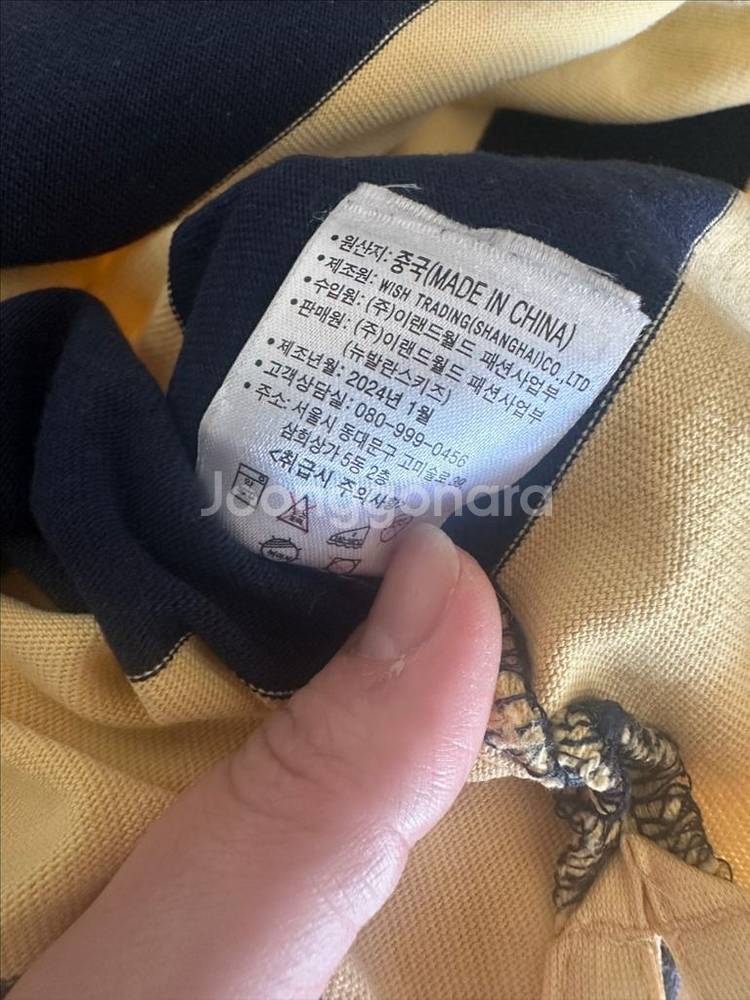 •원산지: 중국(MADE IN CHINA)
•제조원: WISH TRADING(SHANGHAI)CO.,LTD
•수입원: (주)이랜드월드 패션사업부
•판매원: (주)이랜드월드 패션사업부
(뉴발란스키즈)
•제조년월: 2024년 1월
•고객상담실: 080-999-0456
•주소: 서울시 동대문구 고미술로
삼희상가 5동 2층
<취급시 주의사항
Joonggonara